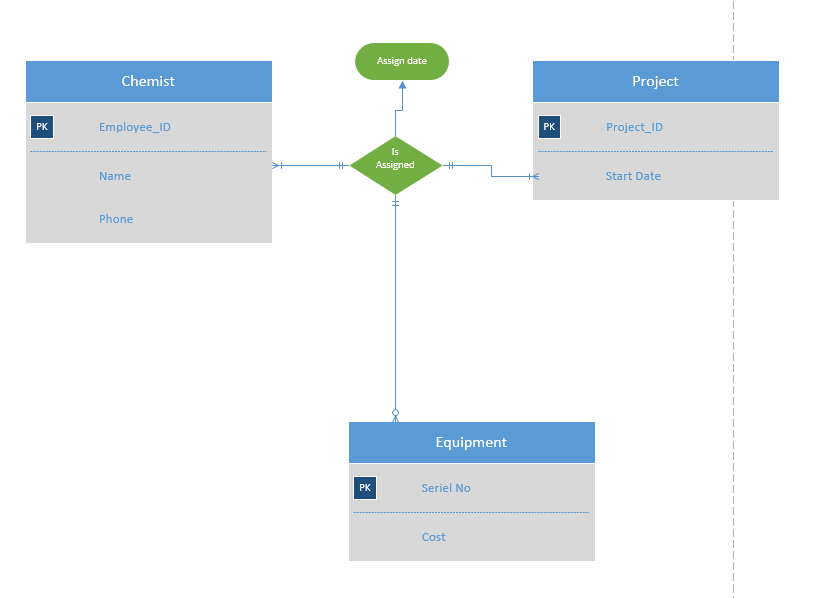 Assign date
Chemist
PK
Employee_ID
Name
Phone
Is
Assigned
Project
PK
Project_ID
Start Date
Equipment
PK
Seriel No
Cost